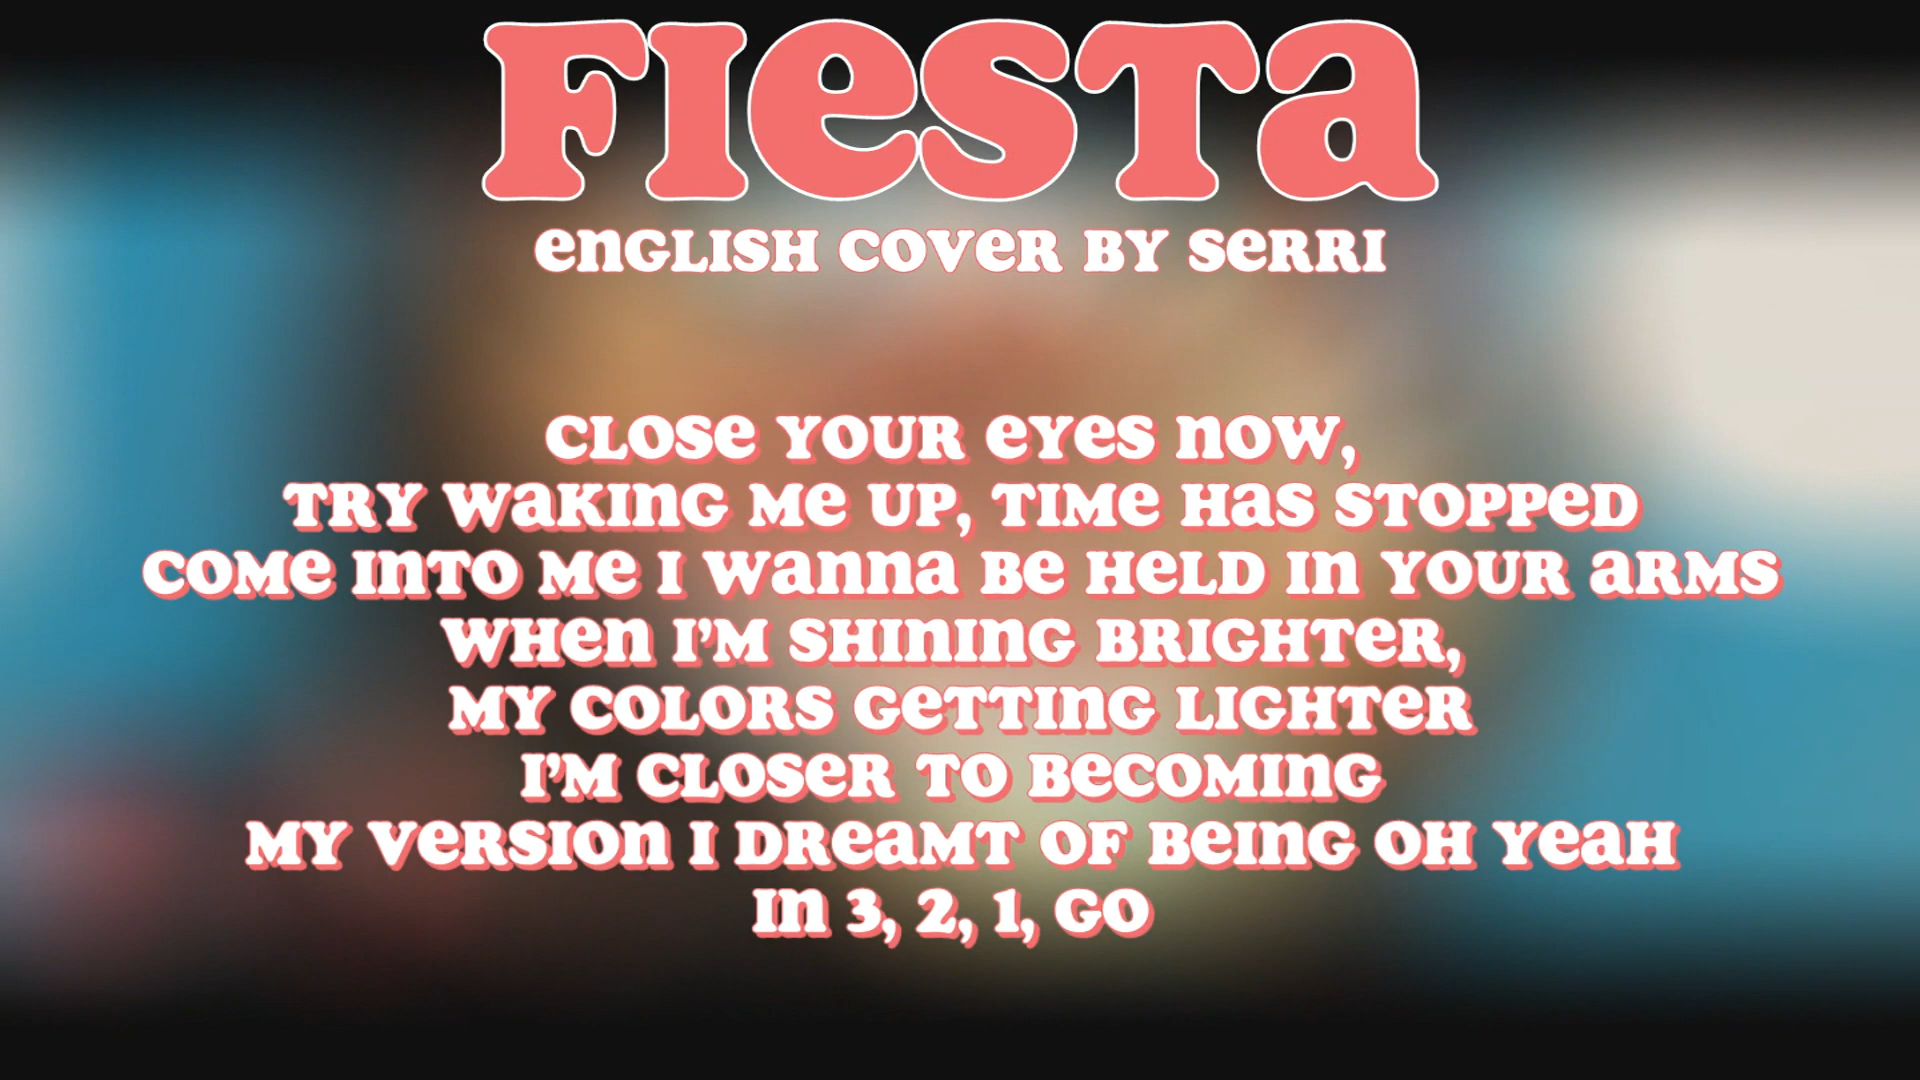 FIESTA
ENGLISH COVER BY SERRI
CLOSE YOUR EYES NOW,
TRY WAKING ME UP, TIME HAS STOPPED
COME INTO ME I WANNA BE HELD IN YOUR ARMS
WHEN I'M SHINING BRIGHTER,
MY COLORS GETTING LIGHTER
I'M CLOSER TO BECOMING
MY VERSION I DREAMT OF BEING OH YEAH
IN 3, 2, 1, GO